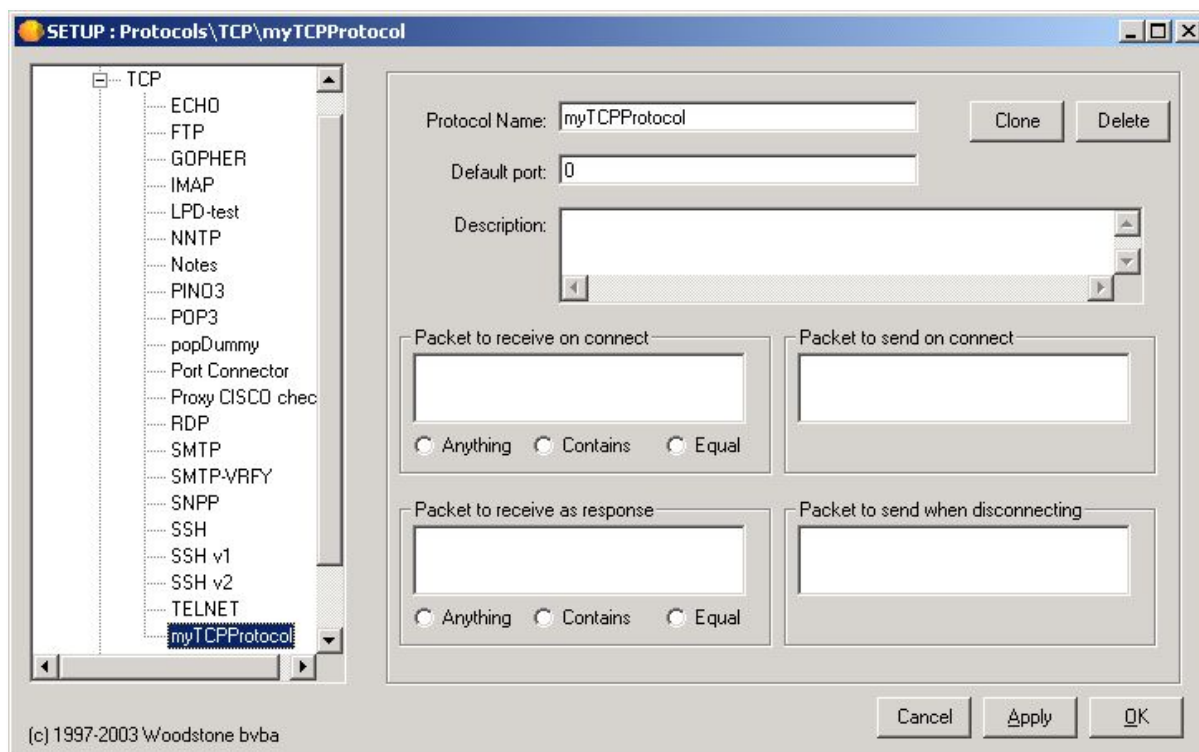 SETUP : Protocols\TCP\myTCPProtocol
TCP
ECHO
FTP
GOPHER
IMAP
LPD-test
NNTP
Notes
PINO3
POP3
popDummy
Port Connector
Proxy CISCO chec
RDP
SMTP
SMTP-VRFY
SNPP
SSH
SSH v1
SSH v2
TELNET
myTCPProtocol
Protocol Name: myTCPProtocol
Clone
Delete
Default port: 0
Description:
Packet to receive on connect
Anything Contains Equal
Packet to send on connect
Packet to receive as response
Anything Contains Equal
Packet to send when disconnecting
(c) 1997-2003 Woodstone bvba
Cancel
Apply
OK